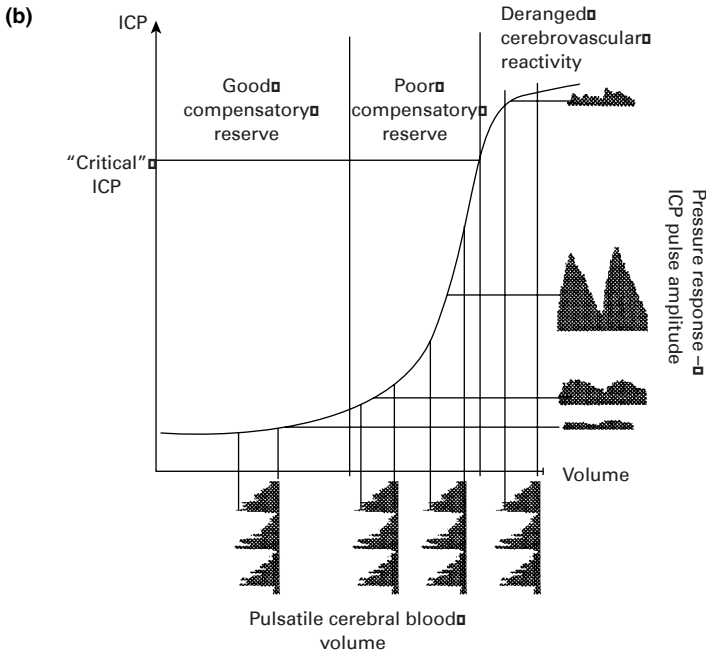 (b)
ICP
Deranged
cerebrovascular
reactivity
Good
compensatory
reserve
Poor
compensatory
reserve
“Critical”
ICP
Pressure response –
ICP pulse amplitude
Volume
Pulsatile cerebral blood
volume